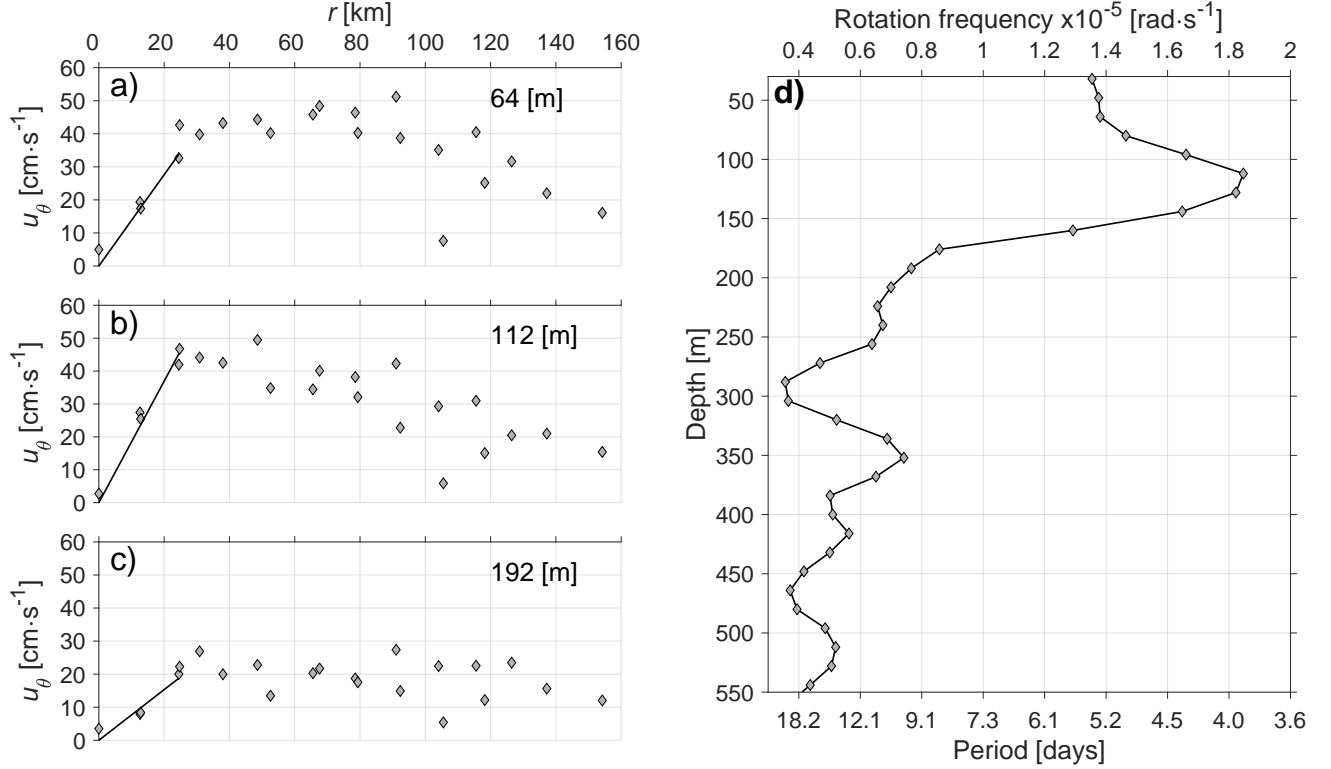 r [km]
0 20 40 60 80 100 120 140 160
a)
64 [m]
60
50
40
30
20
10
0
u_θ [cm·s⁻¹]
b)
112 [m]
60
50
40
30
20
10
0
u_θ [cm·s⁻¹]
c)
192 [m]
60
50
40
30
20
10
0
u_θ [cm·s⁻¹]
Rotation frequency x10⁻⁵ [rad·s⁻¹]
0.4 0.6 0.8 1 1.2 1.4 1.6 1.8 2
d)
50
100
150
200
250
300
350
400
450
500
550
Depth [m]
18.2 12.1 9.1 7.3 6.1 5.2 4.5 4.0 3.6
Period [days]